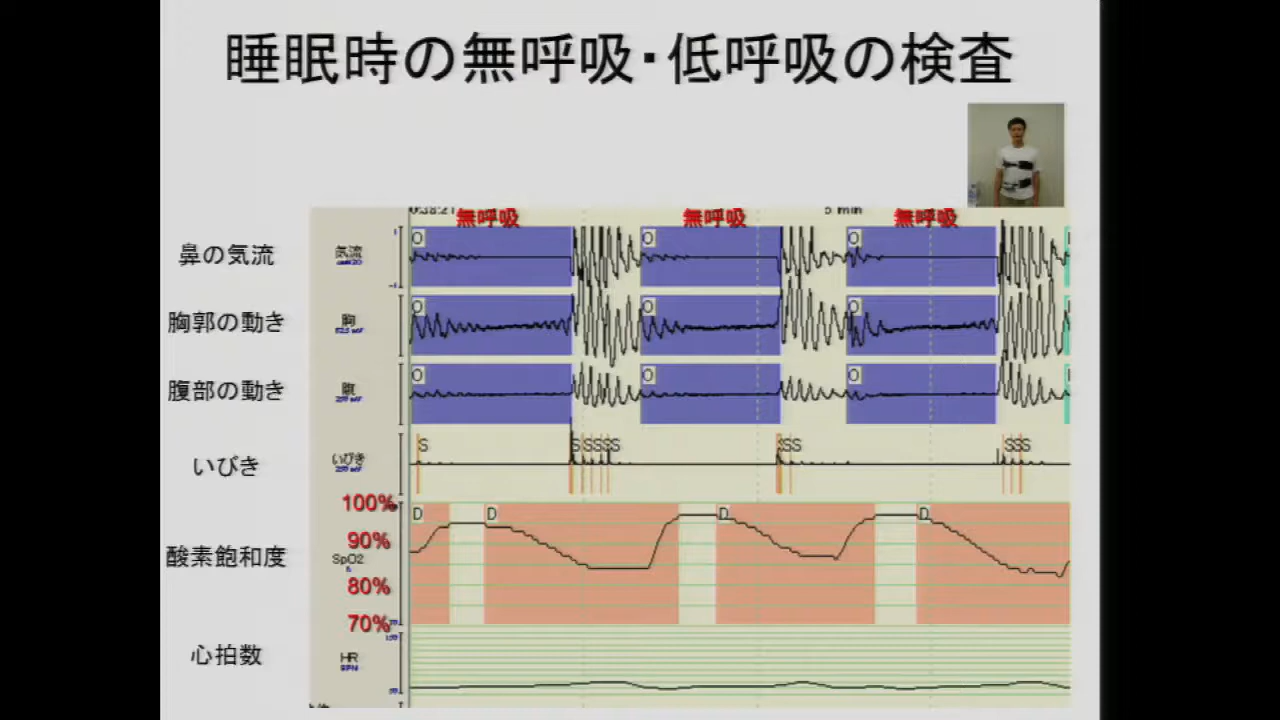 睡眠時の無呼吸・低呼吸の検査
無呼吸 無呼吸 5 min 無呼吸
鼻の気流 気流 O O O
胸郭の動き 胸 O O O
腹部の動き 腹 O O O
いびき いびき S SSSSS SSS SSS
100% D D D D
90%
酸素飽和度 SpO2
80%
70%
心拍数 HR